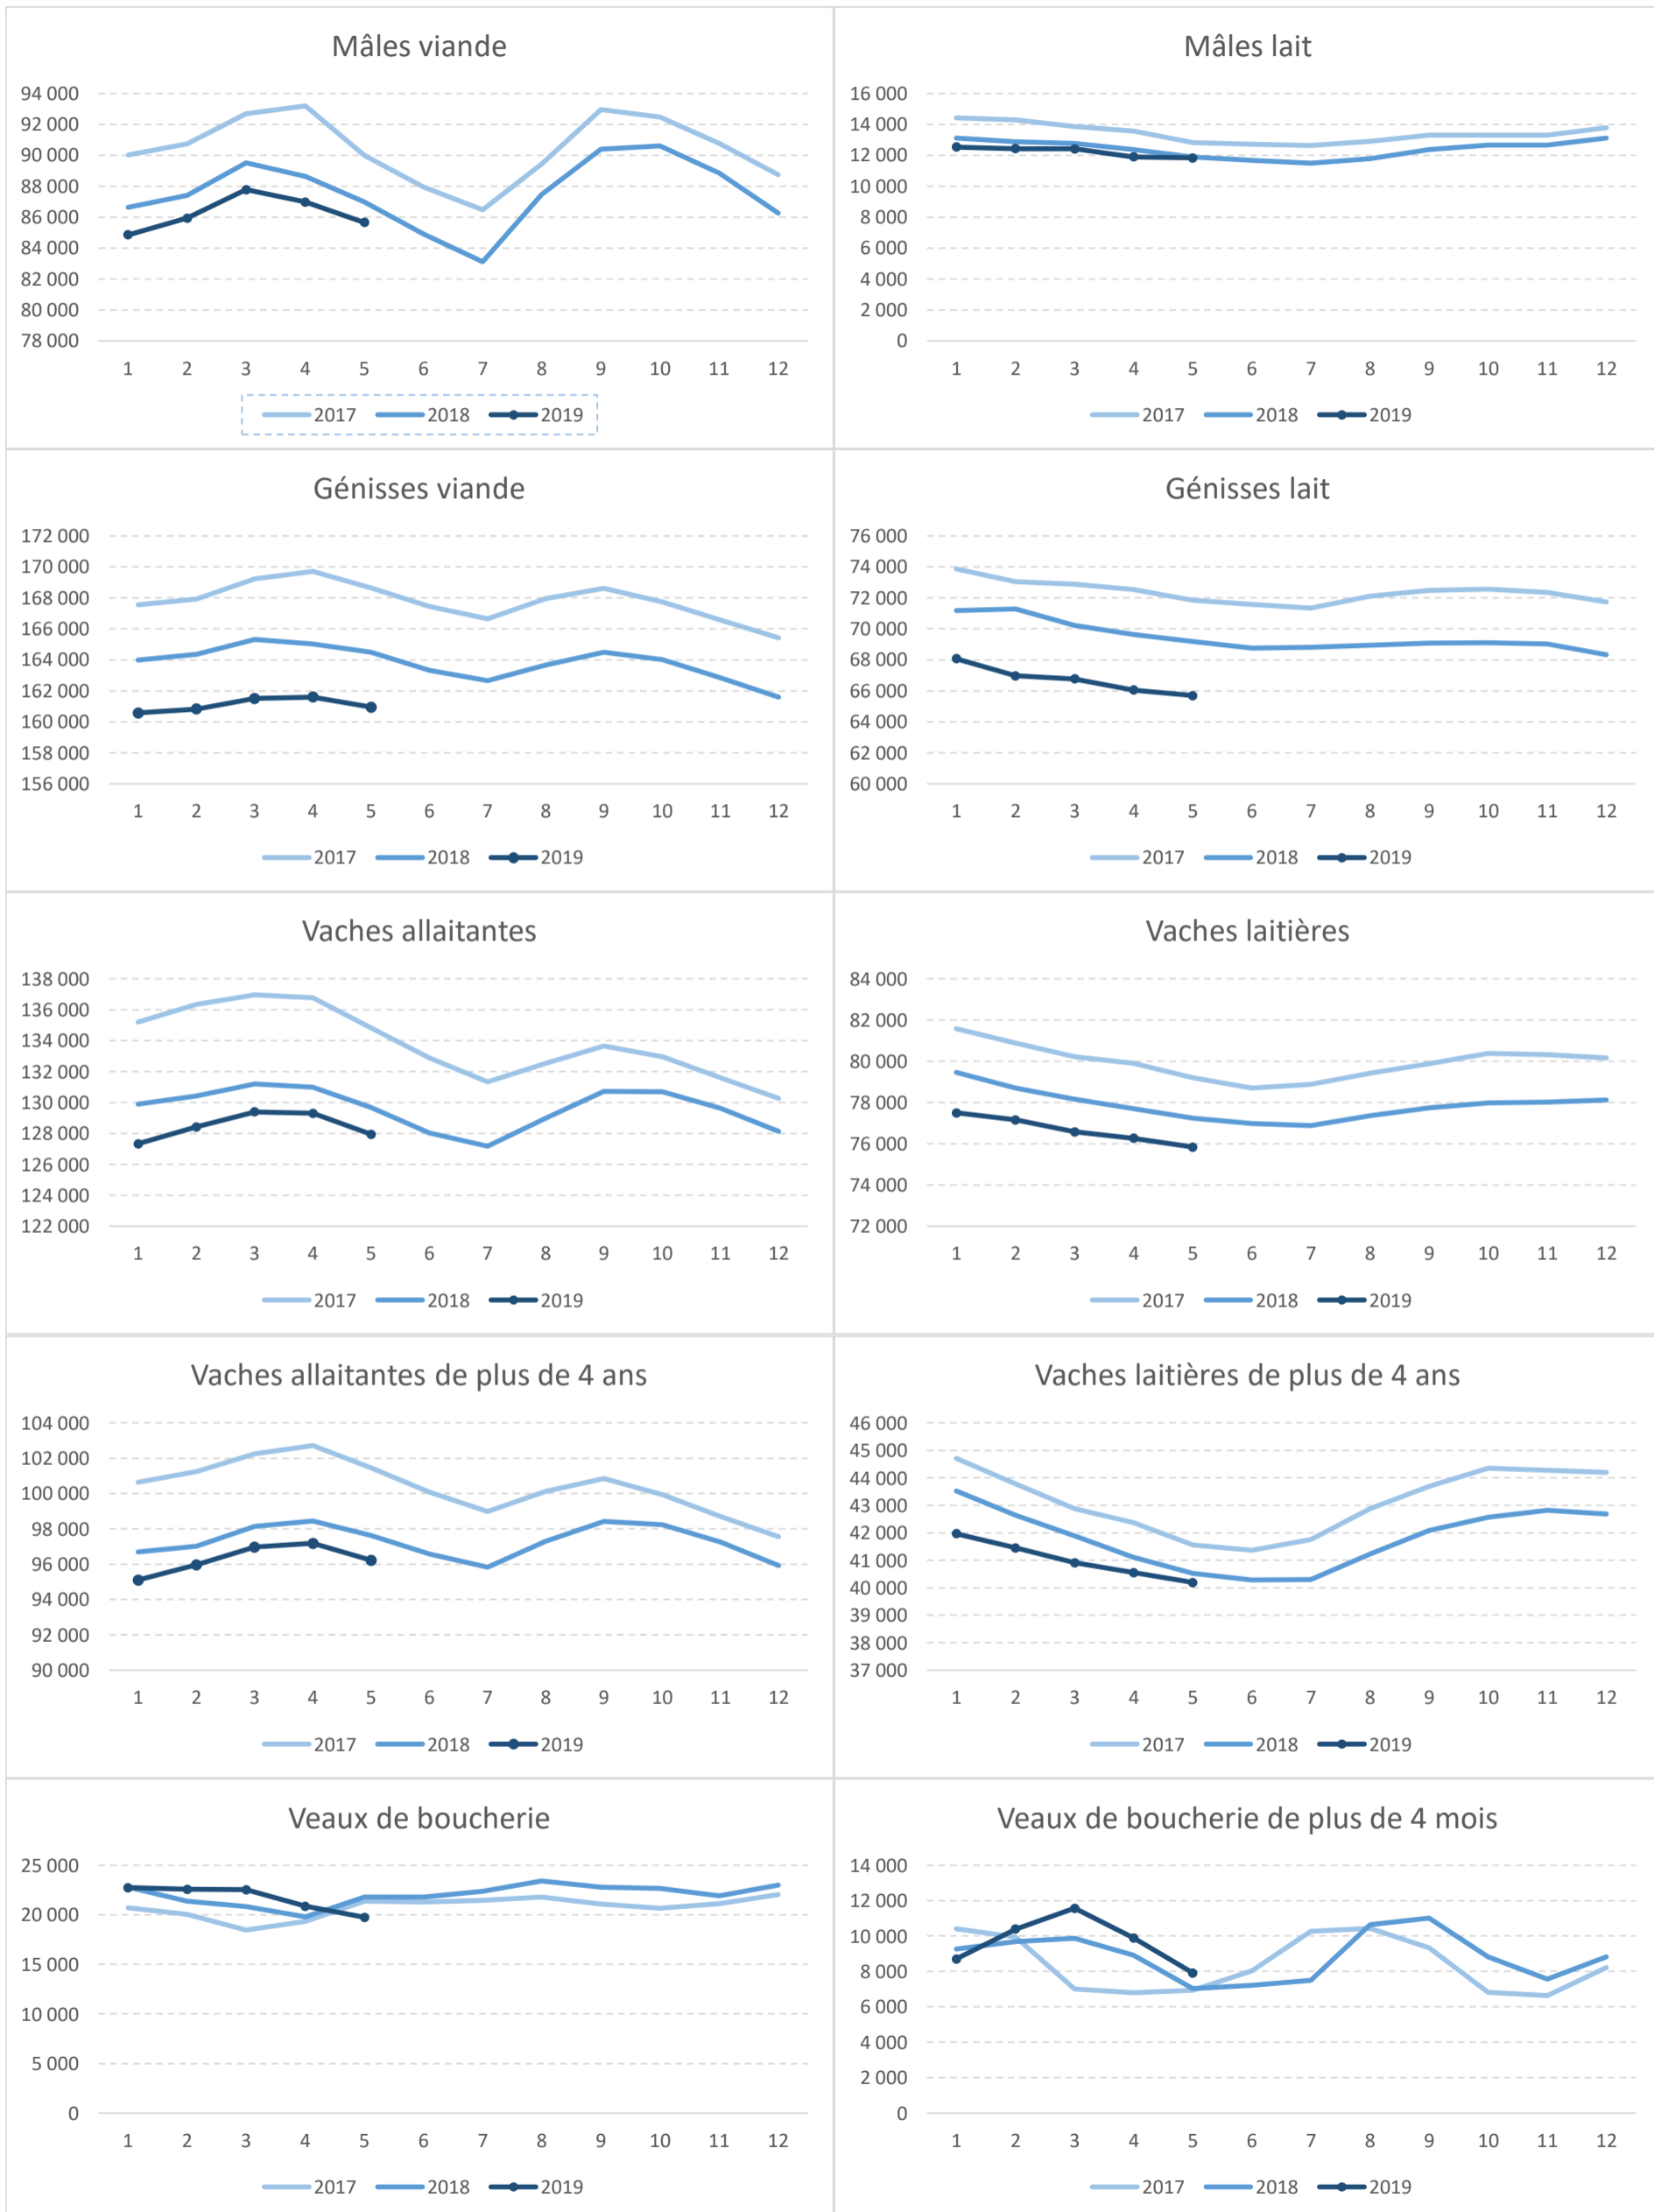 Mâles viande
94 000
92 000
90 000
88 000
86 000
84 000
82 000
80 000
78 000
1 2 3 4 5 6 7 8 9 10 11 12
2017 2018 2019
Mâles lait
16 000
14 000
12 000
10 000
8 000
6 000
4 000
2 000
0
1 2 3 4 5 6 7 8 9 10 11 12
2017 2018 2019
Génisses viande
172 000
170 000
168 000
166 000
164 000
162 000
160 000
158 000
156 000
1 2 3 4 5 6 7 8 9 10 11 12
2017 2018 2019
Génisses lait
76 000
74 000
72 000
70 000
68 000
66 000
64 000
62 000
60 000
1 2 3 4 5 6 7 8 9 10 11 12
2017 2018 2019
Vaches allaitantes
138 000
136 000
134 000
132 000
130 000
128 000
126 000
124 000
122 000
1 2 3 4 5 6 7 8 9 10 11 12
2017 2018 2019
Vaches laitières
84 000
82 000
80 000
78 000
76 000
74 000
72 000
1 2 3 4 5 6 7 8 9 10 11 12
2017 2018 2019
Vaches allaitantes de plus de 4 ans
104 000
102 000
100 000
98 000
96 000
94 000
92 000
90 000
1 2 3 4 5 6 7 8 9 10 11 12
2017 2018 2019
Vaches laitières de plus de 4 ans
46 000
45 000
44 000
43 000
42 000
41 000
40 000
39 000
38 000
37 000
1 2 3 4 5 6 7 8 9 10 11 12
2017 2018 2019
Veaux de boucherie
25 000
20 000
15 000
10 000
5 000
0
1 2 3 4 5 6 7 8 9 10 11 12
2017 2018 2019
Veaux de boucherie de plus de 4 mois
14 000
12 000
10 000
8 000
6 000
4 000
2 000
0
1 2 3 4 5 6 7 8 9 10 11 12
2017 2018 2019